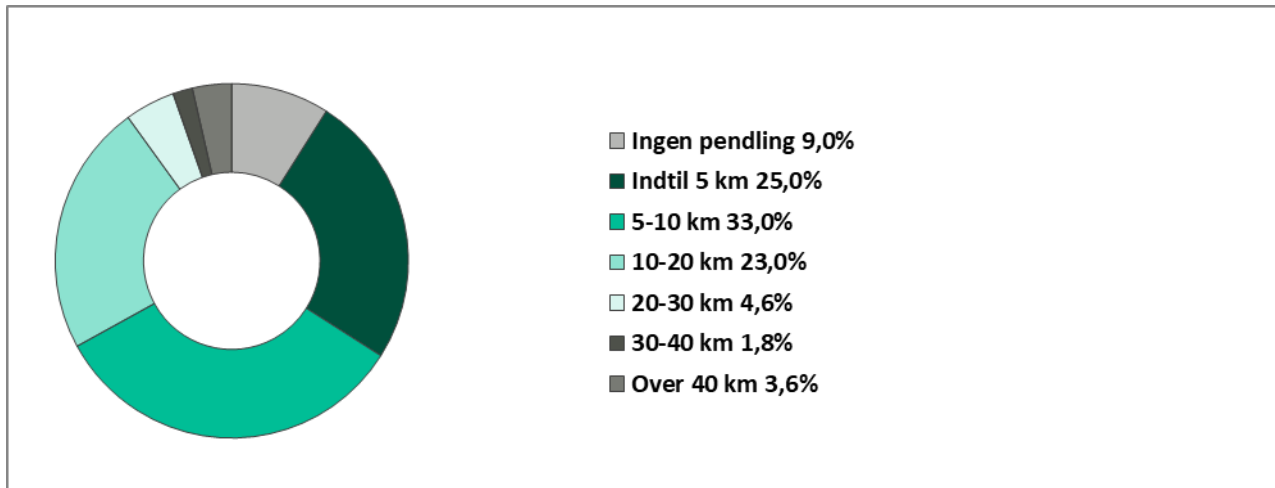 Ingen pendling 9,0%
Indtil 5 km 25,0%
5-10 km 33,0%
10-20 km 23,0%
20-30 km 4,6%
30-40 km 1,8%
Over 40 km 3,6%